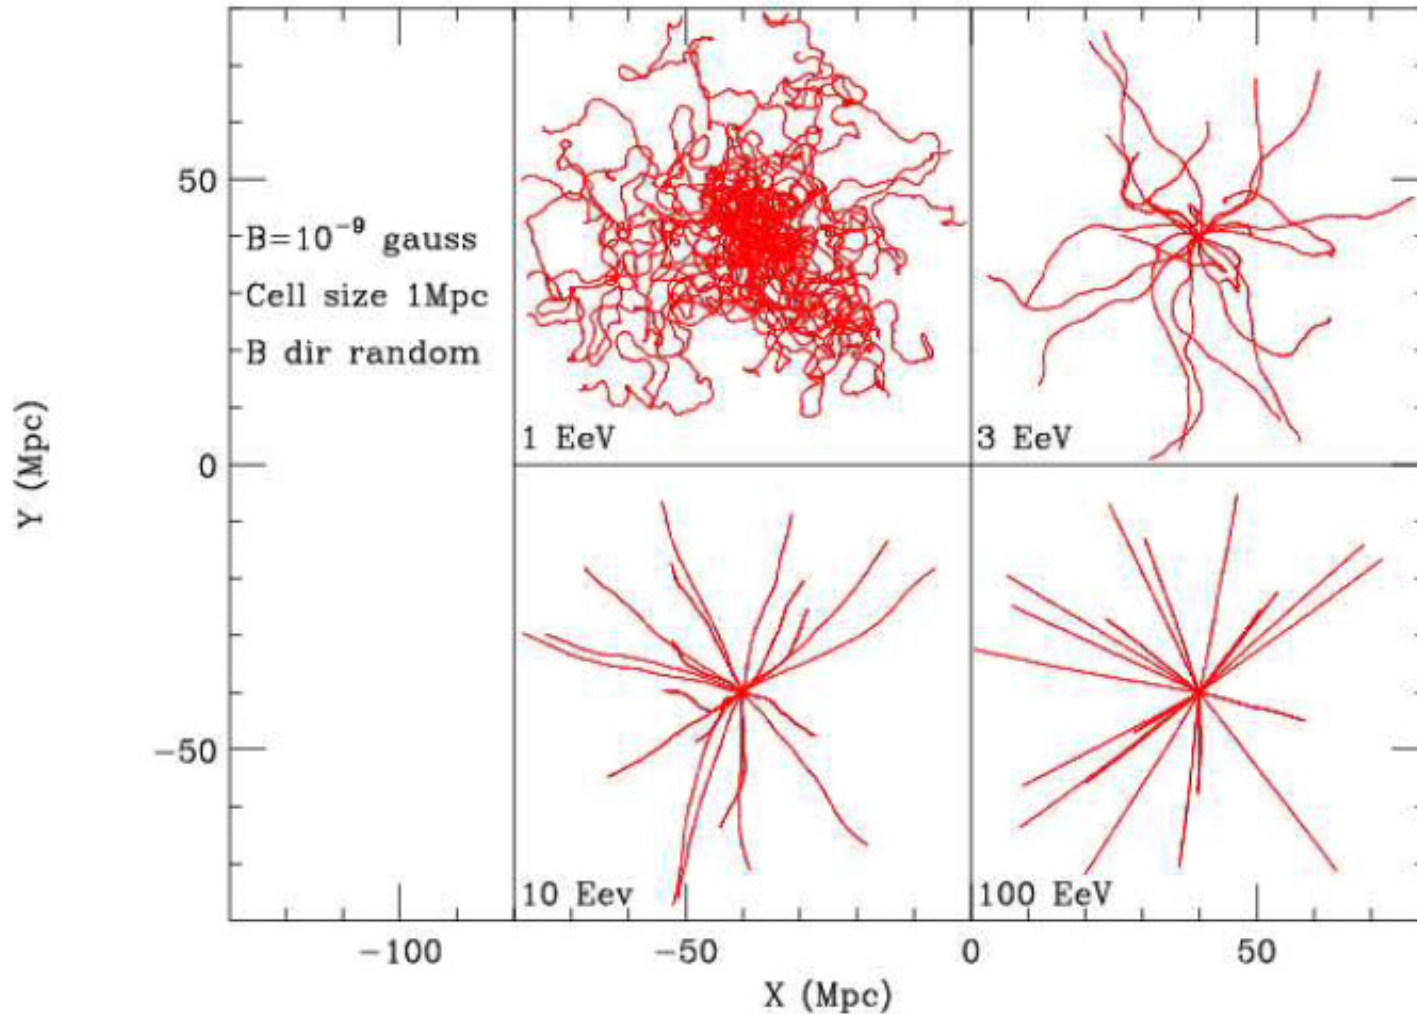 50
0
−50
Y (Mpc)
B=10⁻⁹ gauss
Cell size 1Mpc
B dir random
1 EeV
3 EeV
10 Eev
100 EeV
−100
−50
0
50
X (Mpc)